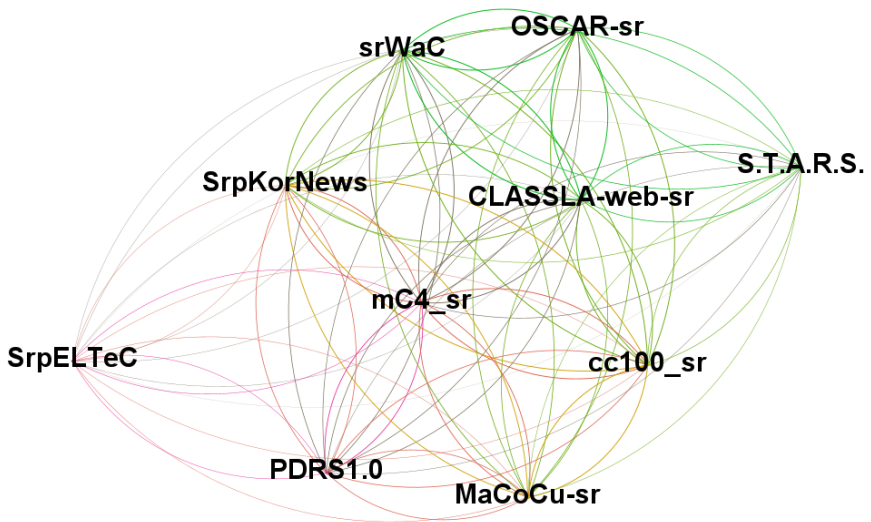 OSCAR-sr
srWaC
S.T.A.R.S.
SrpKorNews
CLASSLA-web-sr
mC4_sr
SrpELTeC
cc100_sr
PDRS1.0
MaCoCu-sr